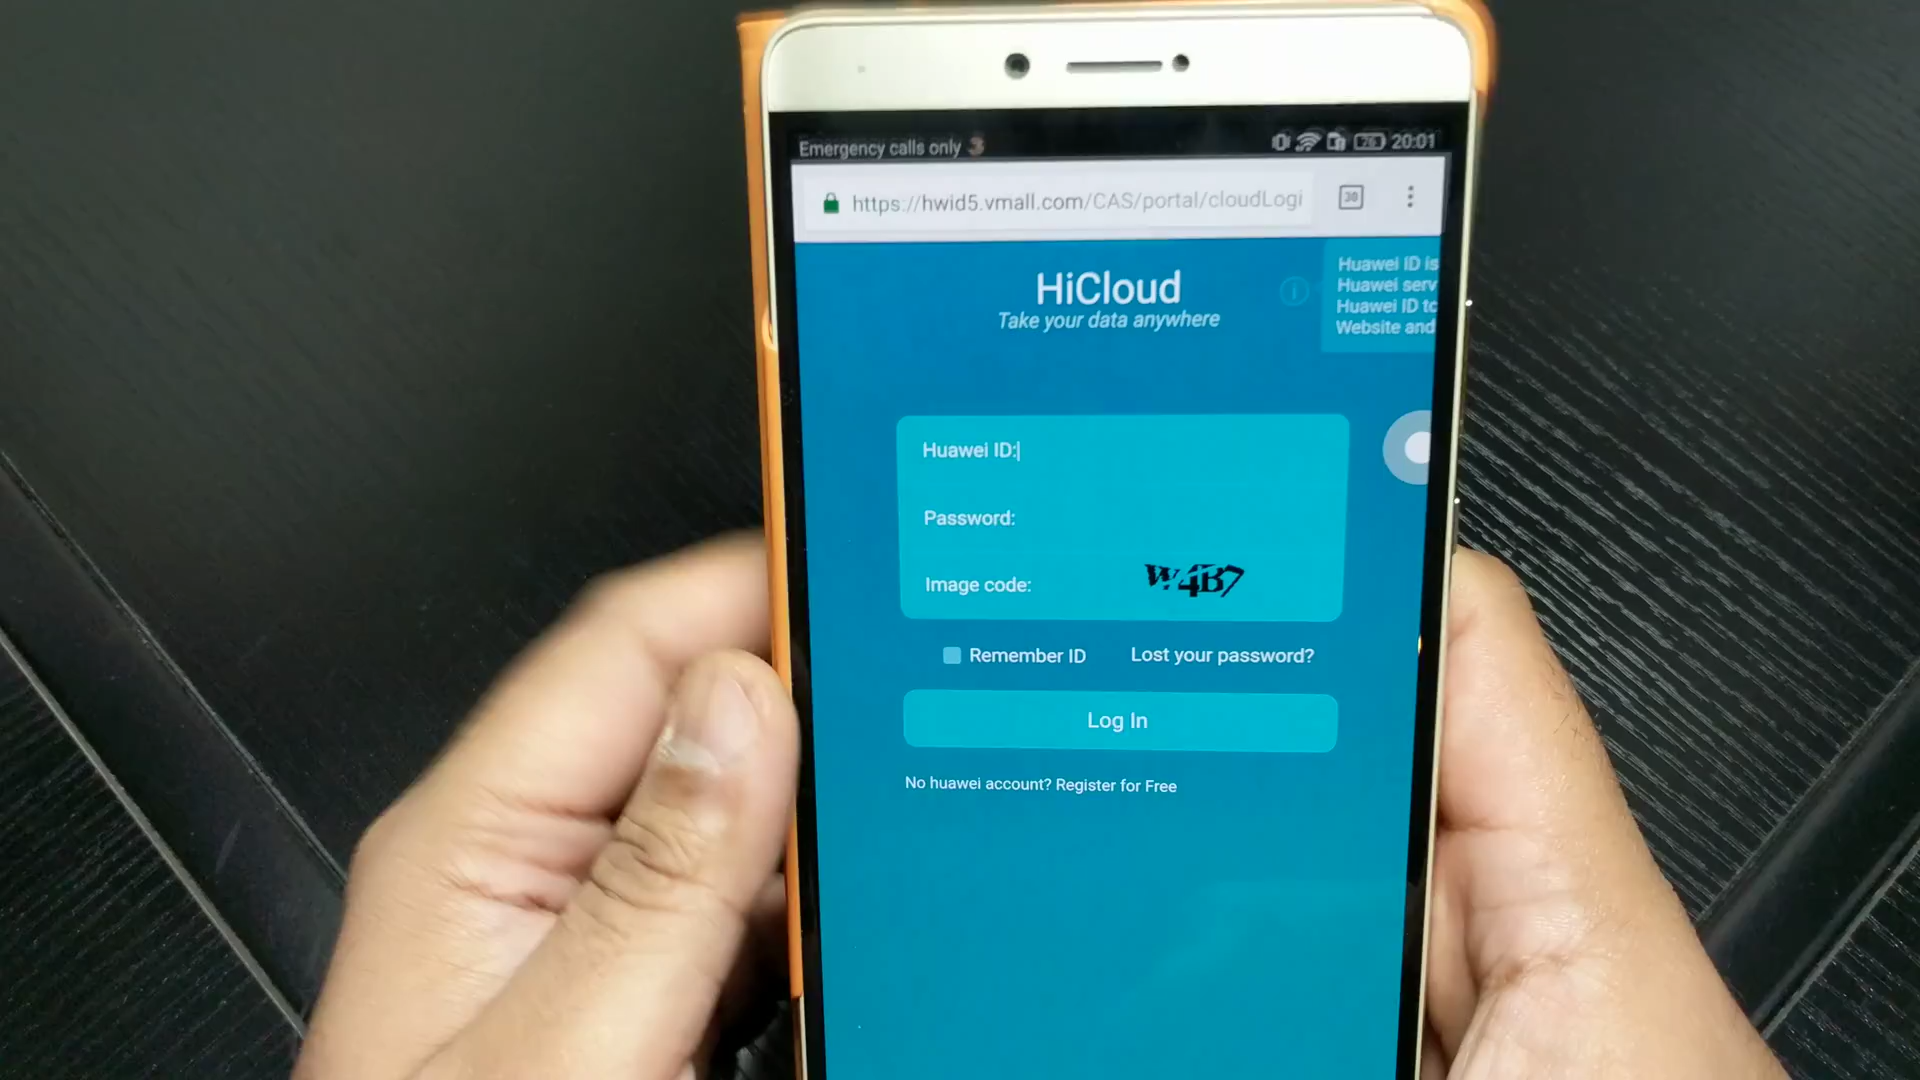 Emergency calls only
20:01
https://hwid5.vmall.com/CAS/portal/cloudLogi
30
HiCloud
Take your data anywhere
Huawei ID is
Huawei serv
Huawei ID to
Website and
Huawei ID:
Password:
Image code:
W4B7
Remember ID
Lost your password?
Log In
No huawei account? Register for Free